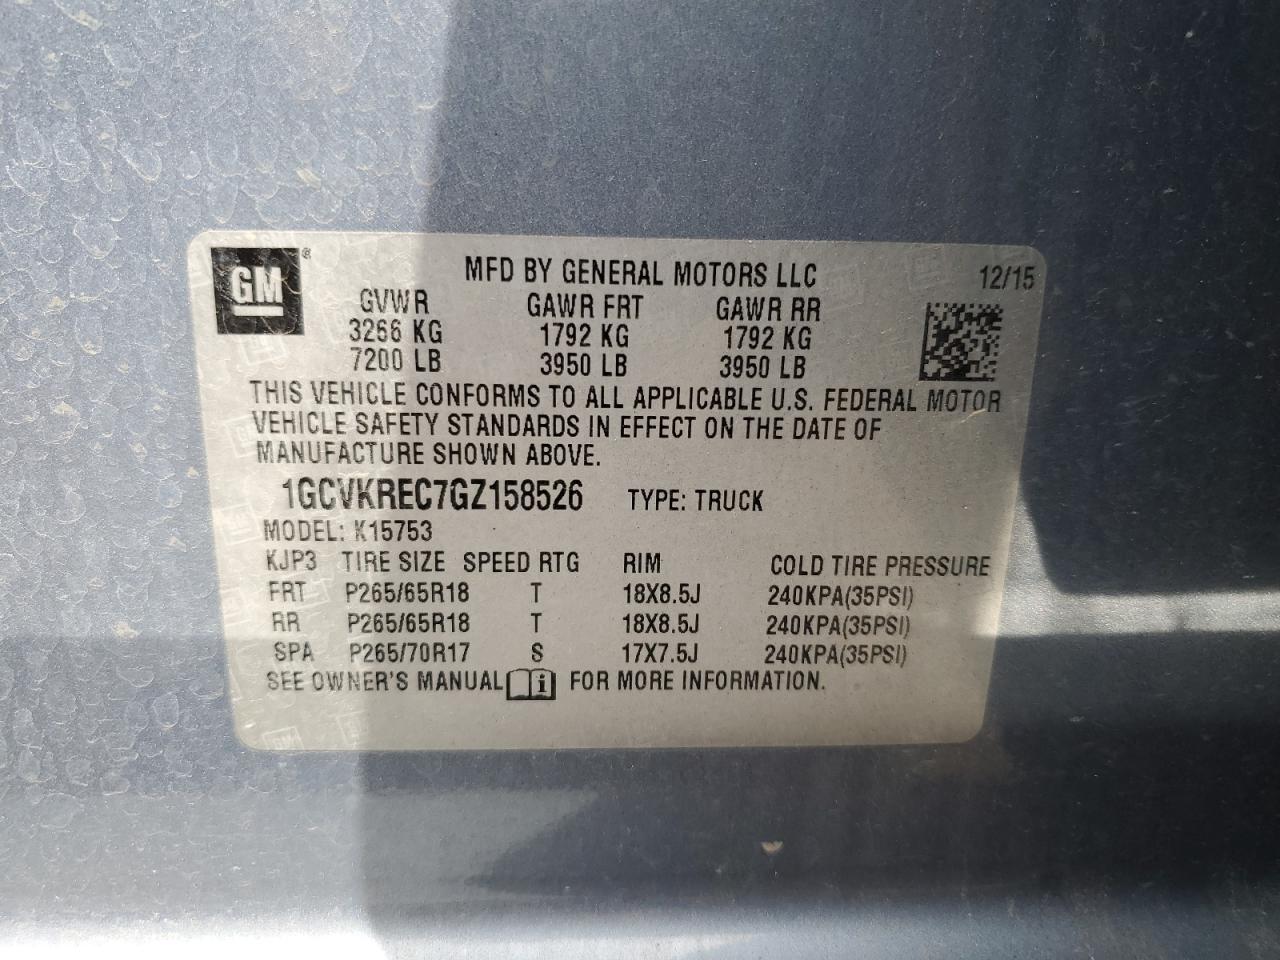 GM ® MFD BY GENERAL MOTORS LLC 12/15
GVWR GAWR FRT GAWR RR
3266 KG 1792 KG 1792 KG
7200 LB 3950 LB 3950 LB
THIS VEHICLE CONFORMS TO ALL APPLICABLE U.S. FEDERAL MOTOR
VEHICLE SAFETY STANDARDS IN EFFECT ON THE DATE OF
MANUFACTURE SHOWN ABOVE.
1GCVKREC7GZ158526 TYPE: TRUCK
MODEL: K15753
KJP3 TIRE SIZE SPEED RTG RIM COLD TIRE PRESSURE
FRT P265/65R18 T 18X8.5J 240KPA(35PSI)
RR P265/65R18 T 18X8.5J 240KPA(35PSI)
SPA P265/70R17 S 17X7.5J 240KPA(35PSI)
SEE OWNER'S MANUAL i FOR MORE INFORMATION.